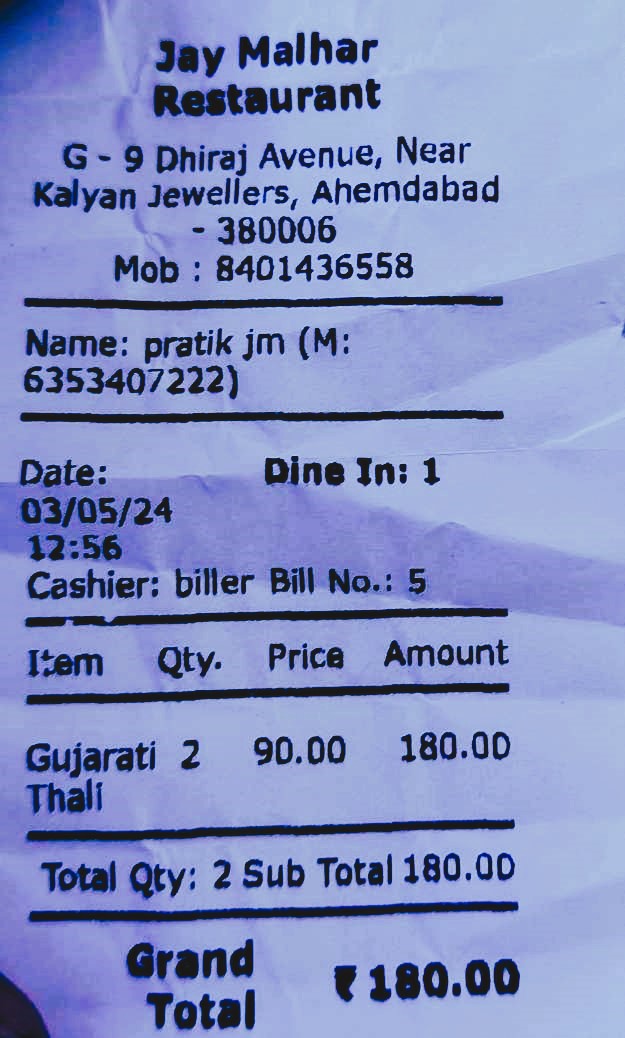 Jay Malhar
Restaurant
G - 9 Dhiraj Avenue, Near
Kalyan Jewellers, Ahemdabad
- 380006
Mob : 8401436558
Name: pratik jm (M:
6353407222)
Date: Dine In: 1
03/05/24
12:56
Cashier: biller Bill No.: 5
Item Qty. Price Amount
Gujarati 2 90.00 180.00
Thali
Total Qty: 2 Sub Total 180.00
Grand
Total ₹ 180.00